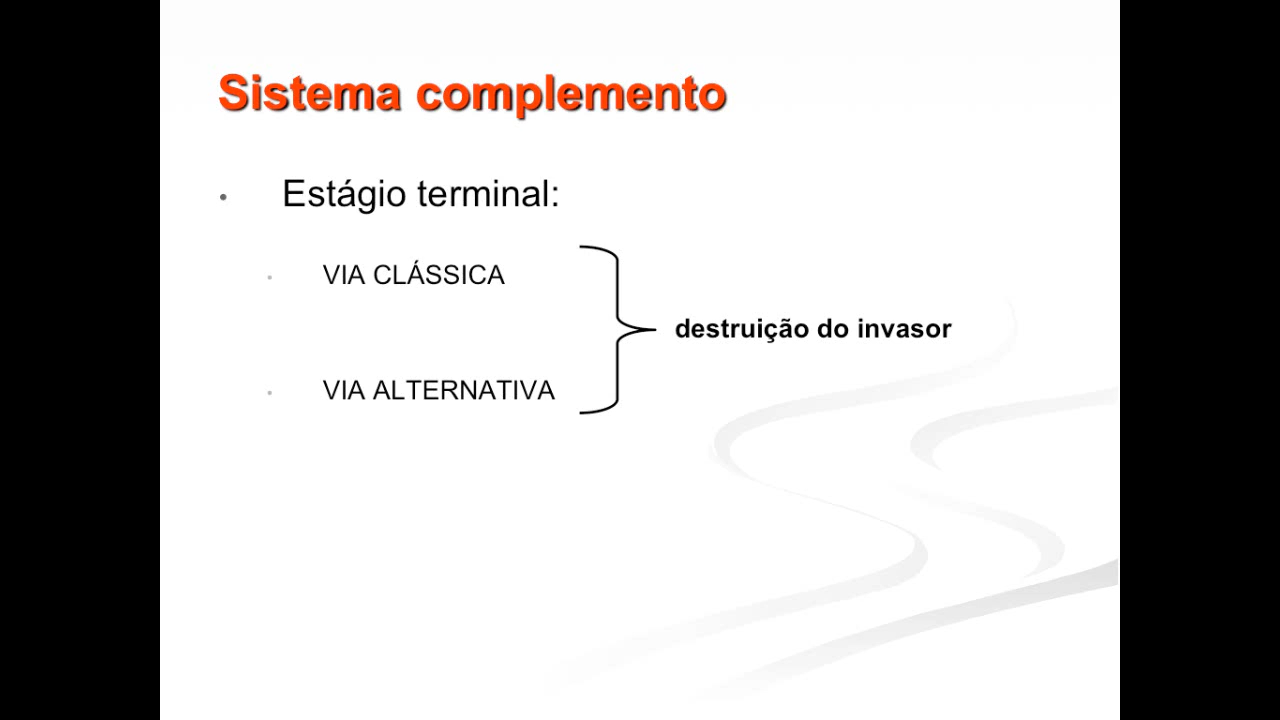 Sistema complemento
• Estágio terminal:
• VIA CLÁSSICA
destruição do invasor
• VIA ALTERNATIVA